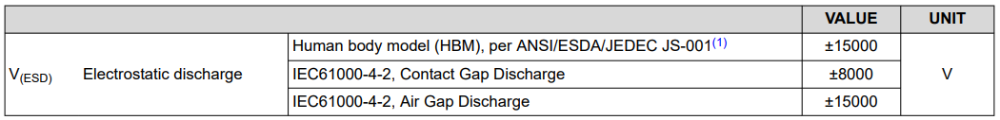 VALUE UNIT
V(ESD) Electrostatic discharge Human body model (HBM), per ANSI/ESDA/JEDEC JS-001(1) ±15000 V
IEC61000-4-2, Contact Gap Discharge ±8000
IEC61000-4-2, Air Gap Discharge ±15000